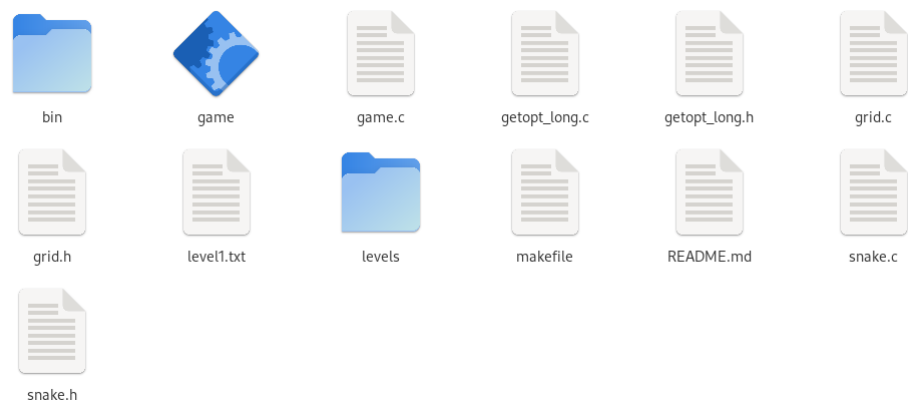 bin
game
game.c
getopt_long.c
getopt_long.h
grid.c
grid.h
level1.txt
levels
makefile
README.md
snake.c
snake.h